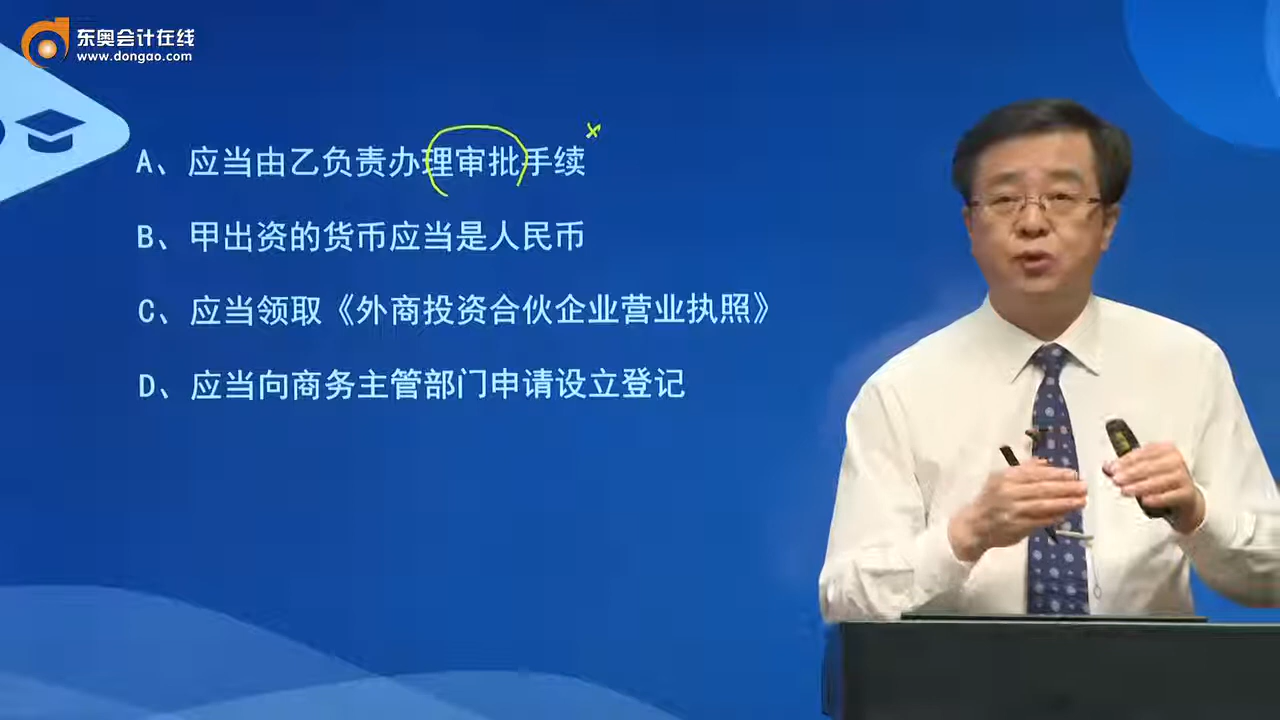 东奥会计在线
www.dongao.com
A、应当由乙负责办理审批手续
B、甲出资的货币应当是人民币
C、应当领取《外商投资合伙企业营业执照》
D、应当向商务主管部门申请设立登记